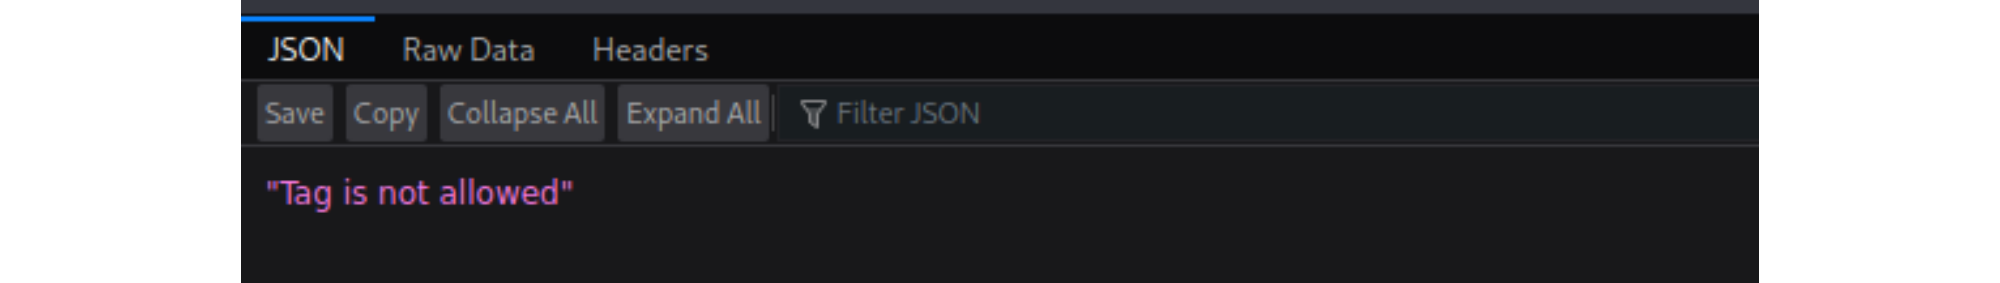 JSON Raw Data Headers
Save Copy Collapse All Expand All Filter JSON
"Tag is not allowed"